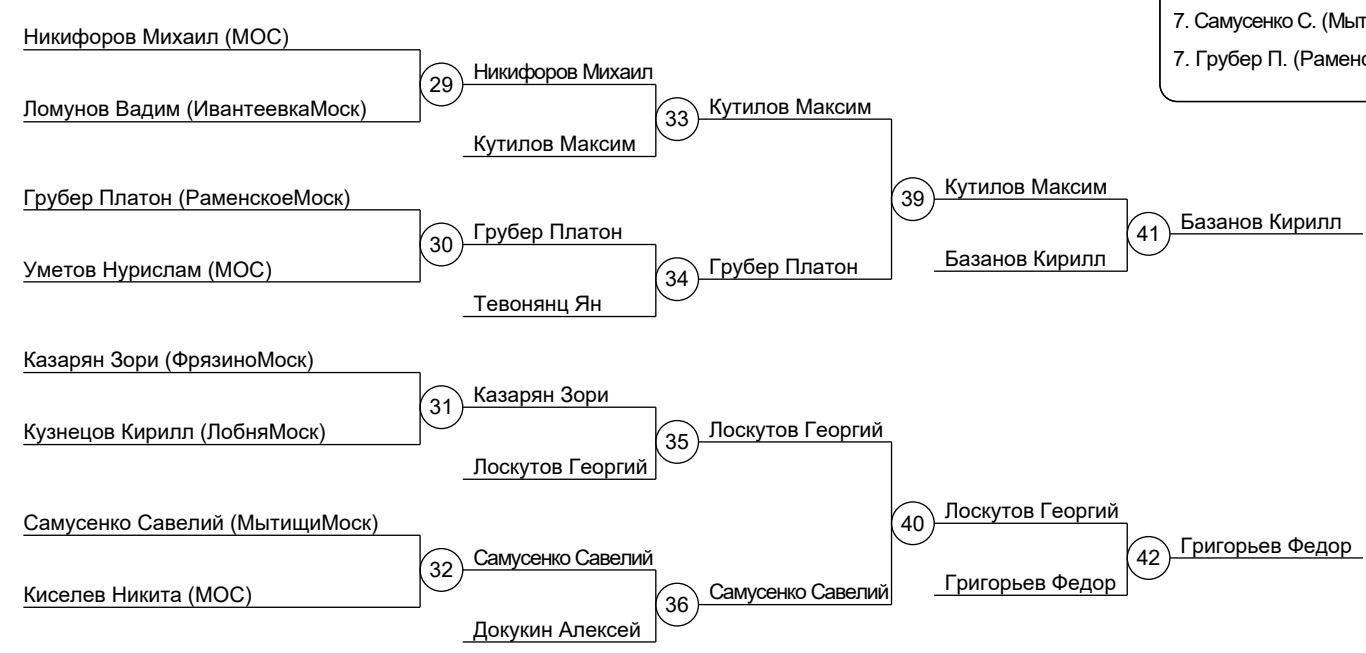 7. Самусенко С. (Мыт
7. Грубер П. (Раменс
Никифоров Михаил (МОС)
29
Никифоров Михаил
Ломунов Вадим (ИвантеевкаМоск)
33
Кутилов Максим
Кутилов Максим
Грубер Платон (РаменскоеМоск)
39
Кутилов Максим
30
Грубер Платон
41
Базанов Кирилл
Уметов Нурислам (МОС)
34
Грубер Платон
Базанов Кирилл
Тевонянц Ян
Казарян Зори (ФрязиноМоск)
31
Казарян Зори
Кузнецов Кирилл (ЛобняМоск)
35
Лоскутов Георгий
Лоскутов Георгий
Самусенко Савелий (МытищиМоск)
40
Лоскутов Георгий
32
Самусенко Савелий
42
Григорьев Федор
Киселев Никита (МОС)
36
Самусенко Савелий
Григорьев Федор
Докукин Алексей